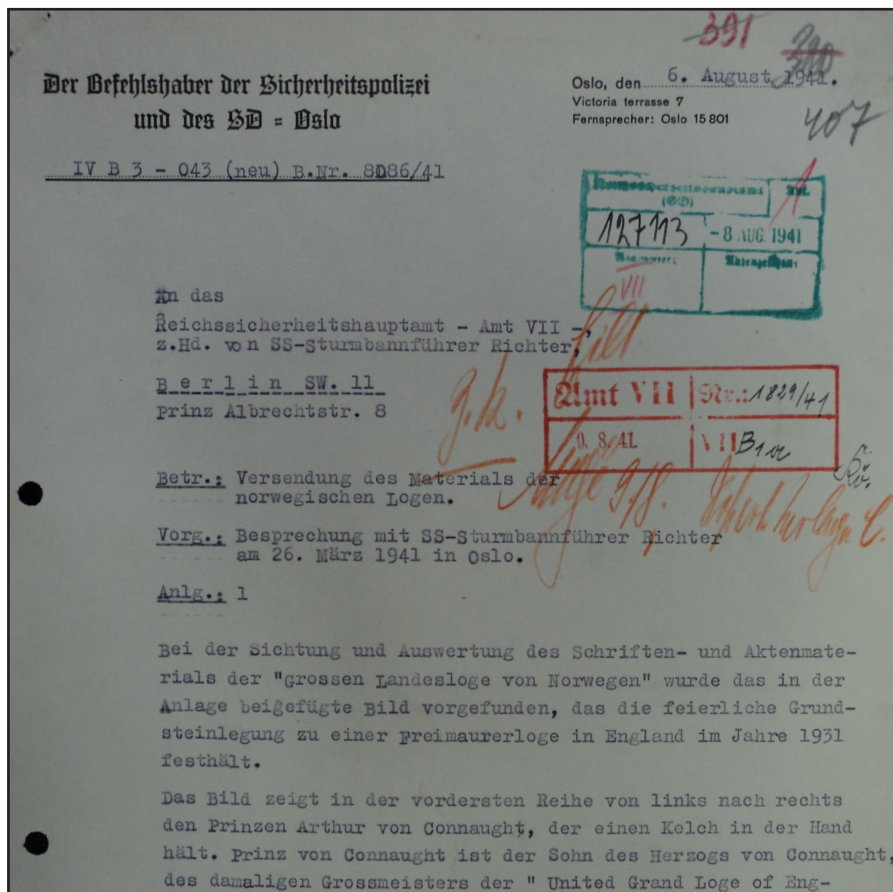 391
407
Der Befehlshaber der Sicherheitspolizei
und des SD = Oslo
Oslo, den 6. August 1941.
Victoria terrasse 7
Fernsprecher: Oslo 15 801
IV B 3 - 043 (neu) B.Nr. 8D86/41
127113
- 8 AUG. 1941
VII
An das
Reichssicherheitshauptamt - Amt VII -,
z.Hd. von SS-Sturmbannführer Richter,
Berlin SW. 11
Prinz Albrechtstr. 8
Amt VII Nr.: 1829/41
8. 41 VII B 1
Betr.: Versendung des Materials der
norwegischen Logen.
Vorg.: Besprechung mit SS-Sturmbannführer Richter
am 26. März 1941 in Oslo.
Anlg.: 1
Bei der Sichtung und Auswertung des Schriften- und Aktenmate-
rials der "Grossen Landesloge von Norwegen" wurde das in der
Anlage beigefügte Bild vorgefunden, das die feierliche Grund-
steinlegung zu einer Freimaurerloge in England im Jahre 1931
festhält.
Das Bild zeigt in der vordersten Reihe von links nach rechts
den Prinzen Arthur von Connaught, der einen Kelch in der Hand
hält. Prinz von Connaught ist der Sohn des Herzogs von Connaught,
des damaligen Grossmeisters der " United Grand Loge of Eng-